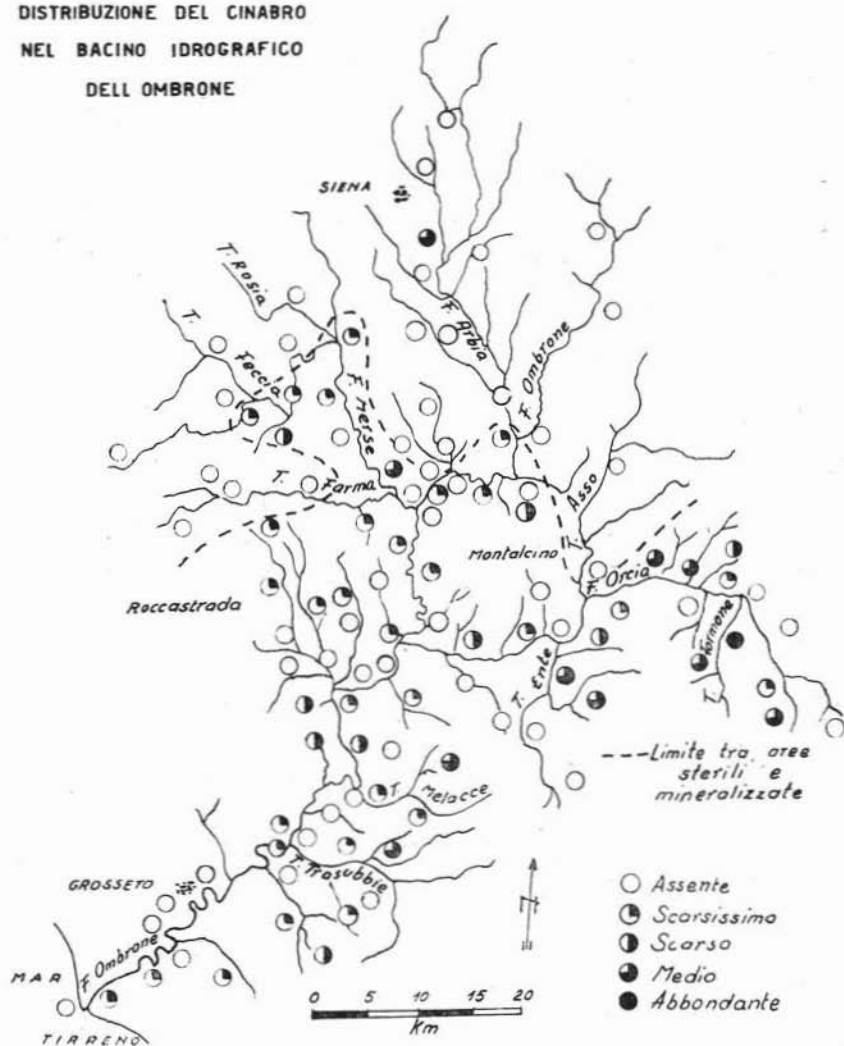 DISTRIBUZIONE DEL CINABRO
NEL BACINO IDROGRAFICO
DELL OMBRONE
SIENA
T. Rosia
T. Feccia
F. Merse
F. Arbia
F. Ombrone
T. Farma
T. Asso
Montalcino
F. Orcia
Roccastrada
T. Formone
T. Ente
Limite tra aree
sterili e
mineralizzate
T. Melacce
T. Trasubbie
GROSSETO
F. Ombrone
MAR
TIRRENO
Assente
Scarsissimo
Scarso
Medio
Abbondante
0 5 10 15 20
Km